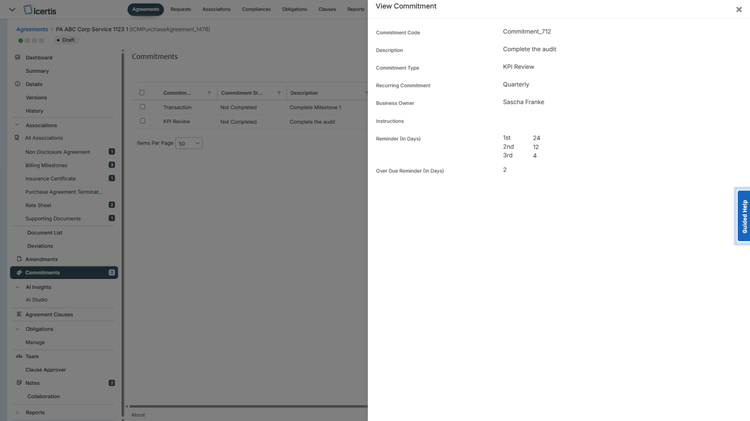 Icertis
Agreements
Requests
Associations
Compliances
Obligations
Clauses
Reports
Agreements > PA ABC Corp Service 1123 1 (ICMPurchaseAgreement_1478)
Draft
Dashboard
Summary
Details
Versions
History
Associations
All Associations
Non Disclosure Agreement 1
Billing Milestones
Insurance Certificate 1
Purchase Agreement Terminat...
Rate Sheet 2
Supporting Documents 1
Document List
Deviations
Amendments
Commitments 2
AI Insights
AI Studio
Agreement Clauses
Obligations
Manage
Team
Clause Approver
Notes
Collaboration
Reports
Commitments
Commitm... Commitment St... Description
Transaction Not Completed Complete Milestone 1
KPI Review Not Completed Complete the audit
Items Per Page 50
About
View Commitment
Commitment Code Commitment_712
Description Complete the audit
Commitment Type KPI Review
Recurring Commitment Quarterly
Business Owner Sascha Franke
Instructions
Reminder (In Days) 1st 24
2nd 12
3rd 4
Over Due Reminder (In Days) 2
Guided Help